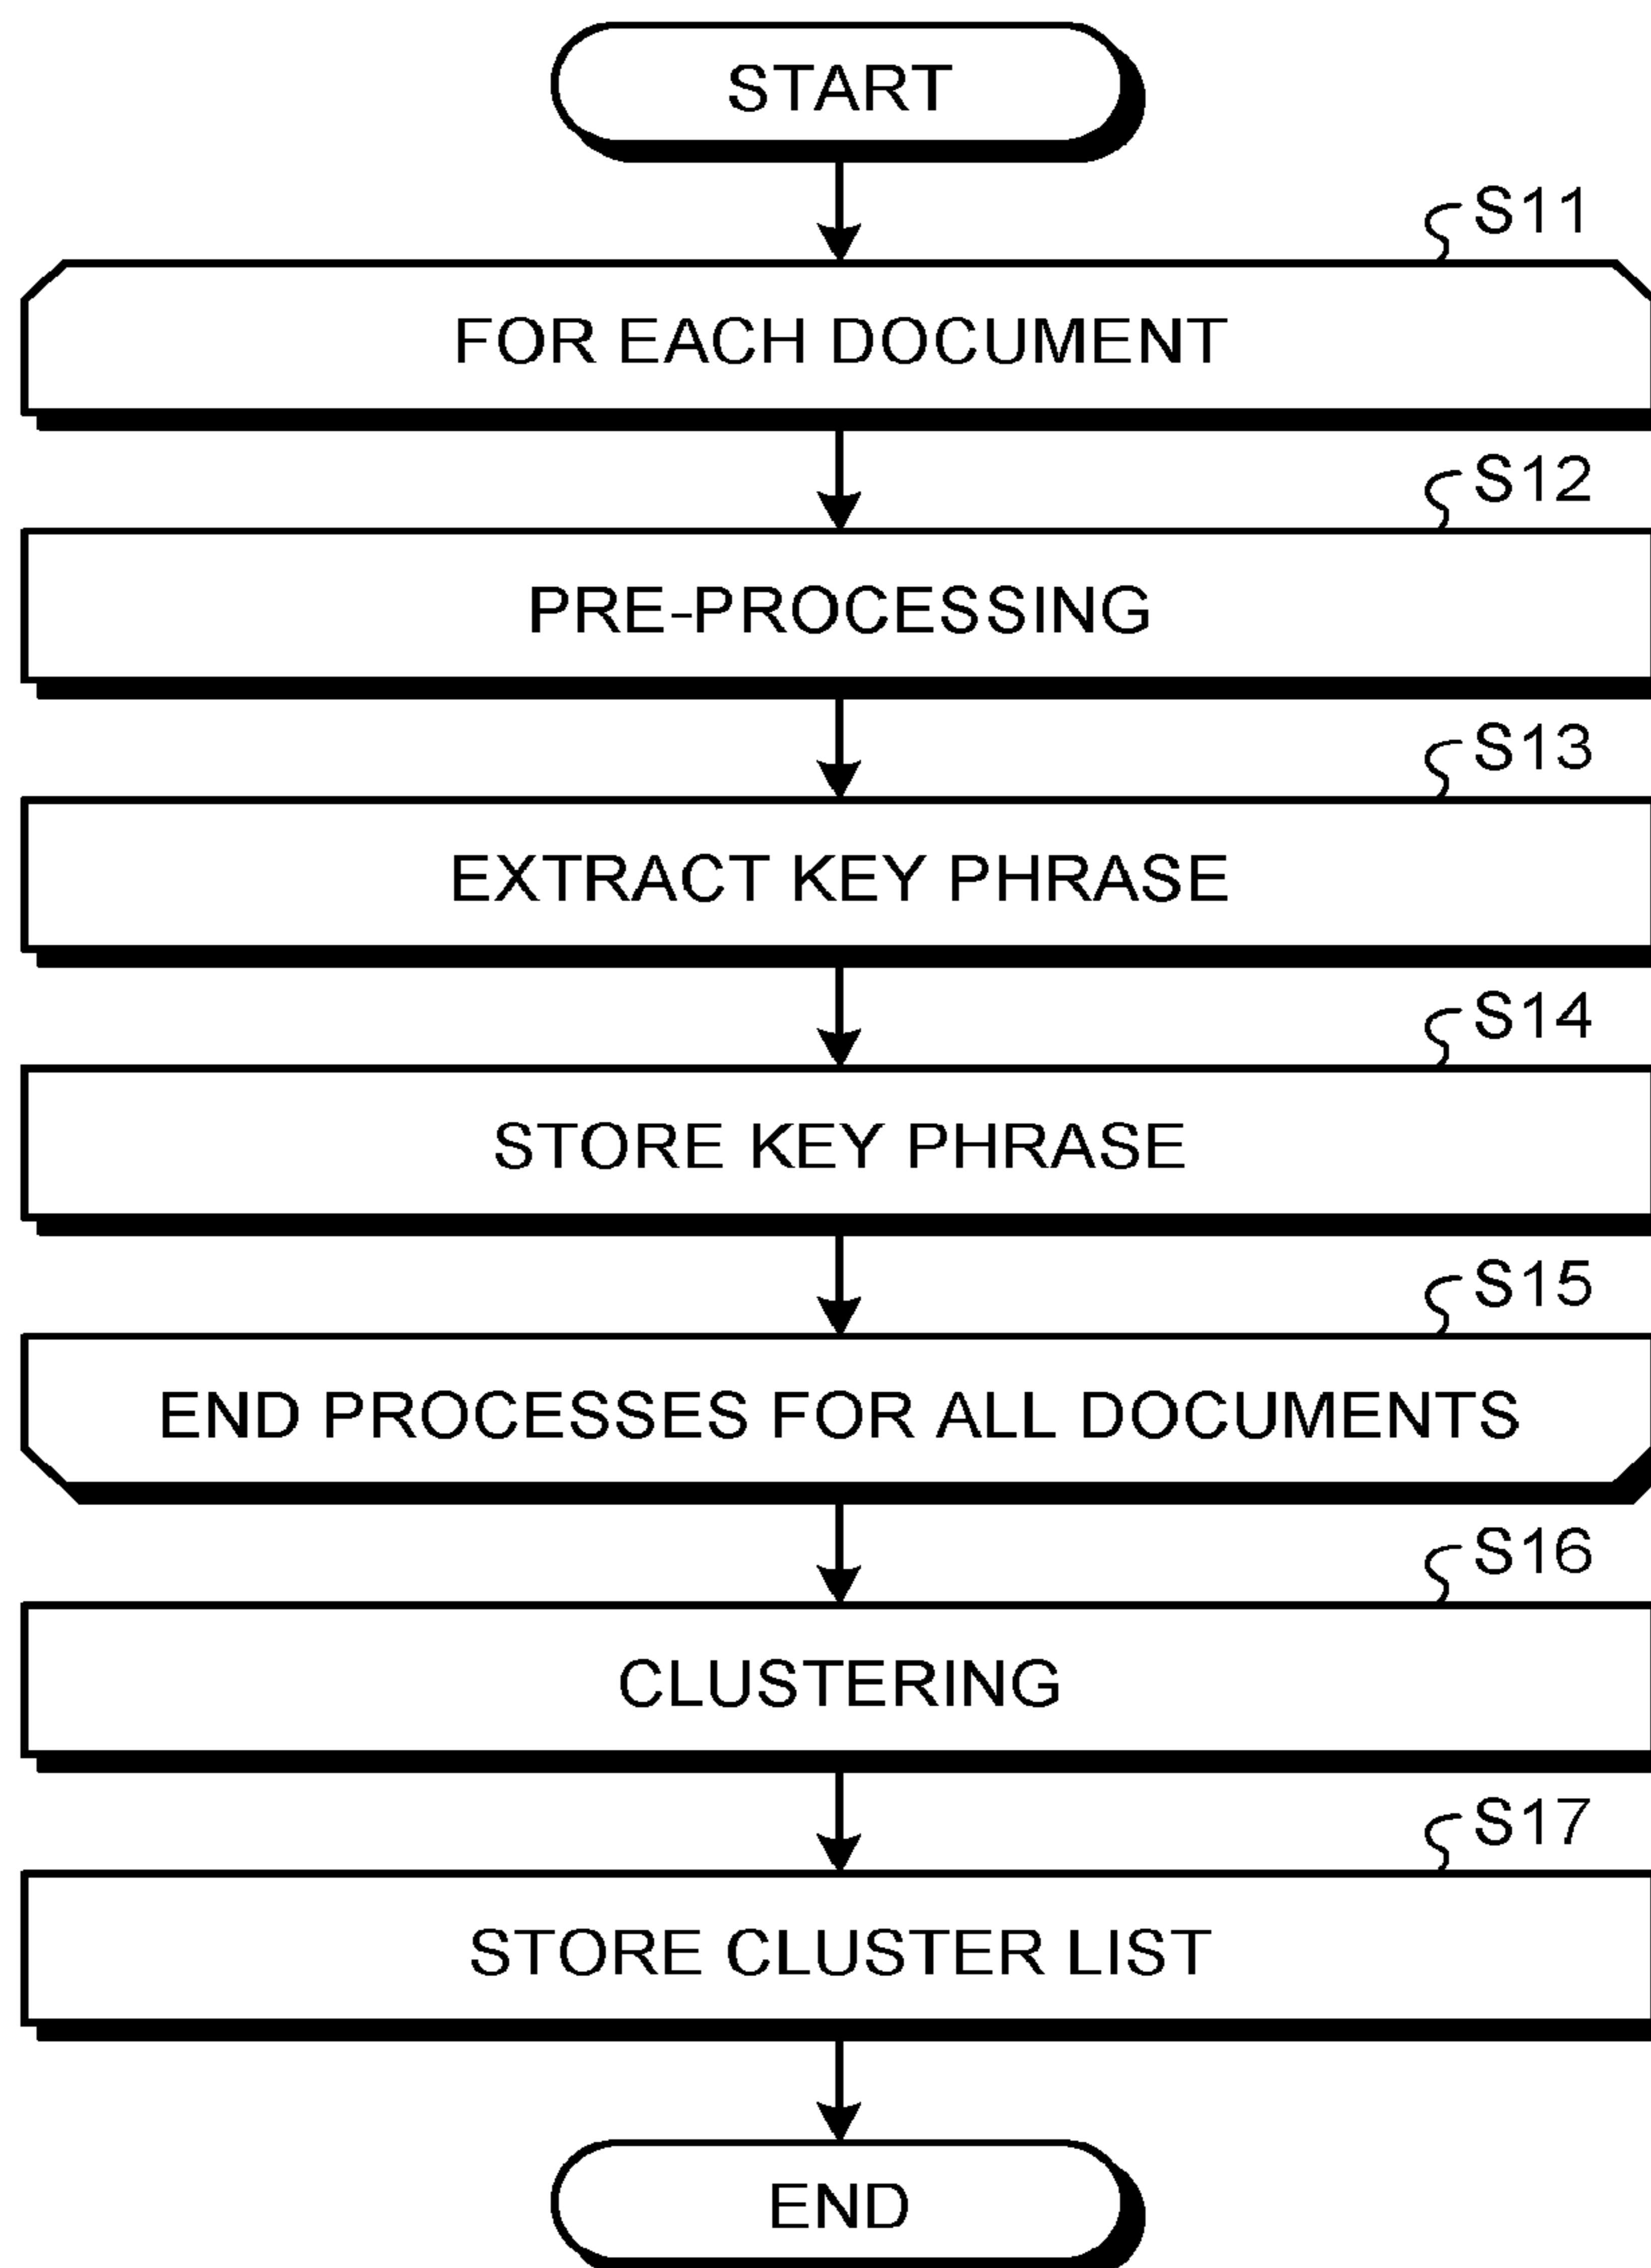 START
S11
FOR EACH DOCUMENT
S12
PRE-PROCESSING
S13
EXTRACT KEY PHRASE
S14
STORE KEY PHRASE
S15
END PROCESSES FOR ALL DOCUMENTS
S16
CLUSTERING
S17
STORE CLUSTER LIST
END